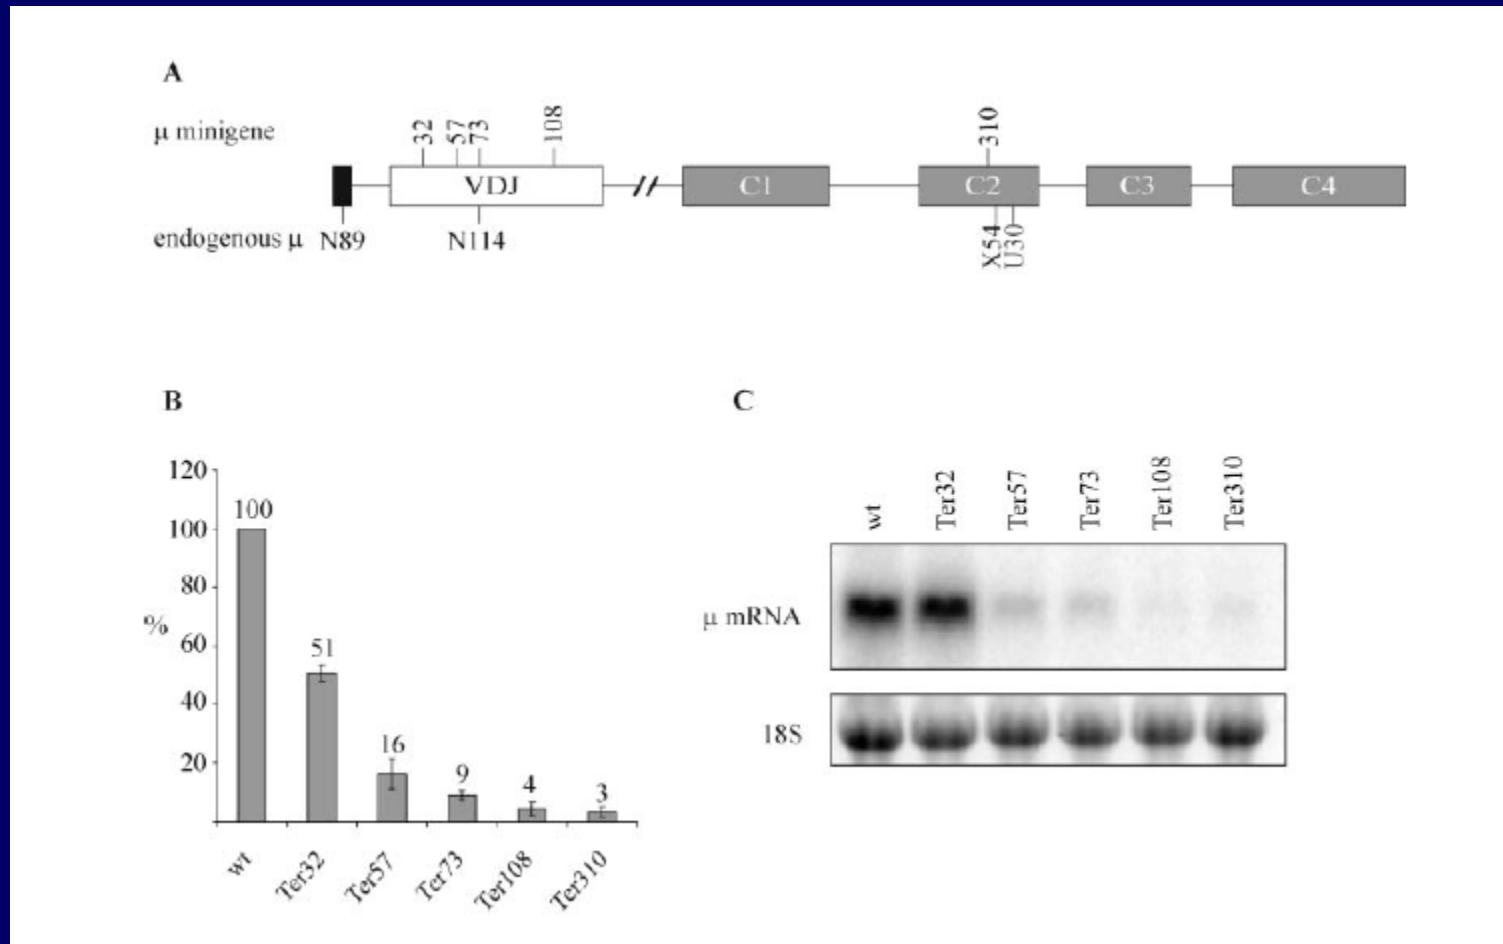 A
μ minigene
32 57 73 108 310
VDJ C1 C2 C3 C4
endogenous μ N89 N114 X54 U30
B
120
100
80
60
40
20
%
100
51
16
9
4
3
wt Ter32 Ter57 Ter73 Ter108 Ter310
C
wt Ter32 Ter57 Ter73 Ter108 Ter310
μ mRNA
18S